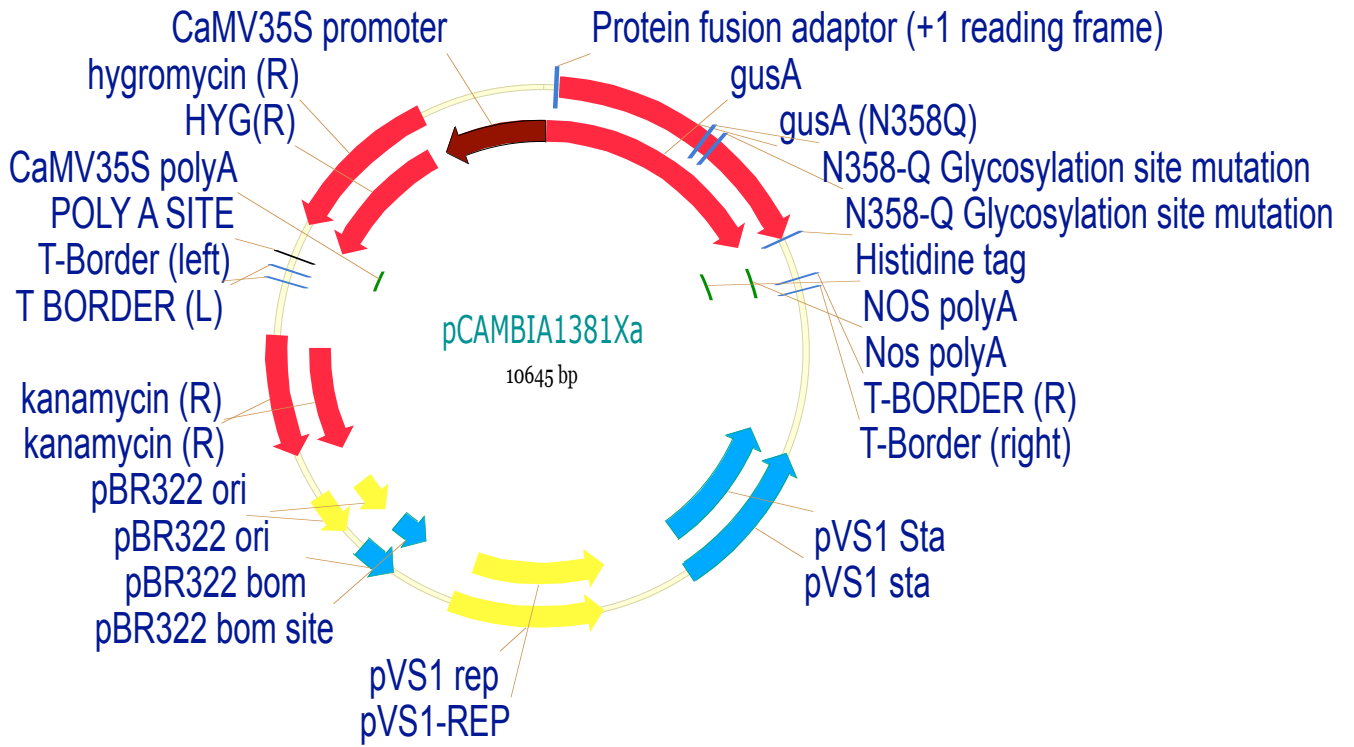 CaMV35S promoter
Protein fusion adaptor (+1 reading frame)
hygromycin (R)
gusA
HYG(R)
gusA (N358Q)
CaMV35S polyA
N358-Q Glycosylation site mutation
POLY A SITE
N358-Q Glycosylation site mutation
T-Border (left)
Histidine tag
T BORDER (L)
NOS polyA
pCAMBIA1381Xa
10645 bp
Nos polyA
kanamycin (R)
T-BORDER (R)
kanamycin (R)
T-Border (right)
pBR322 ori
pBR322 ori
pVS1 Sta
pBR322 bom
pVS1 sta
pBR322 bom site
pVS1 rep
pVS1-REP